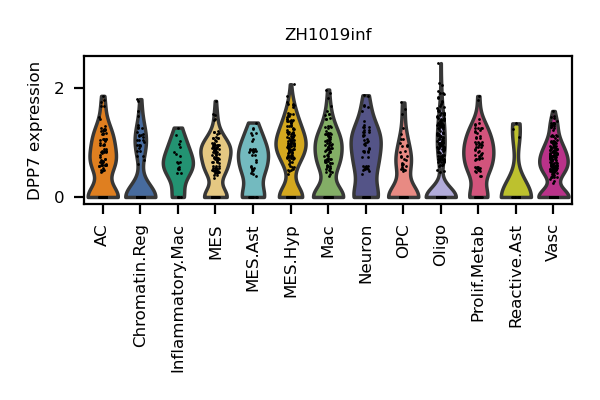 ZH1019inf
DPP7 expression
2
0
AC
Chromatin.Reg
Inflammatory.Mac
MES
MES.Ast
MES.Hyp
Mac
Neuron
OPC
Oligo
Prolif.Metab
Reactive.Ast
Vasc